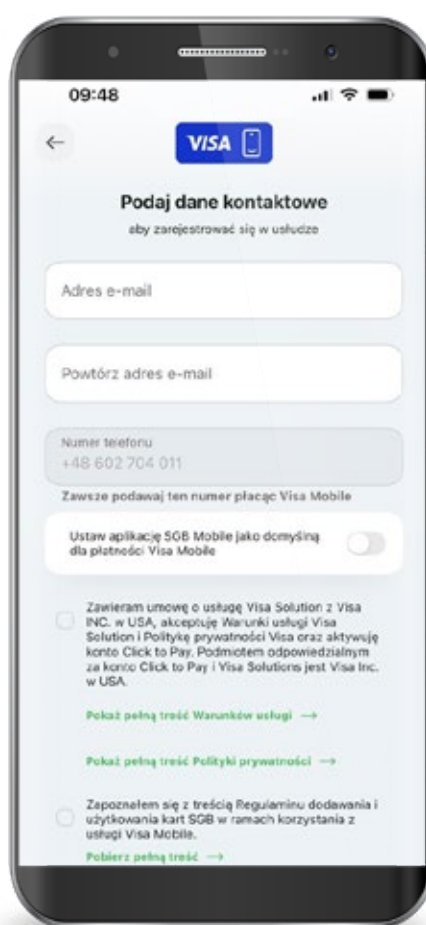 09:48
VISA
Podaj dane kontaktowe
aby zarejestrować się w usłudze
Adres e-mail
Powtórz adres e-mail
Numer telefonu
+48 602 704 011
Zawsze podawaj ten numer płacąc Visa Mobile
Ustaw aplikację SGB Mobile jako domyślną
dla płatności Visa Mobile
Zawieram umowę o usługę Visa Solution z Visa
INC. w USA, akceptuję Warunki usługi Visa
Solution i Politykę prywatności Visa oraz aktywuję
konto Click to Pay. Podmiotem odpowiedzialnym
za konto Click to Pay i Visa Solutions jest Visa Inc.
w USA.
Pokaż pełną treść Warunków usługi →
Pokaż pełną treść Polityki prywatności →
Zapoznałem się z treścią Regulaminu dodawania i
użytkowania kart SGB w ramach korzystania z
usługi Visa Mobile.
Pobierz pełną treść →